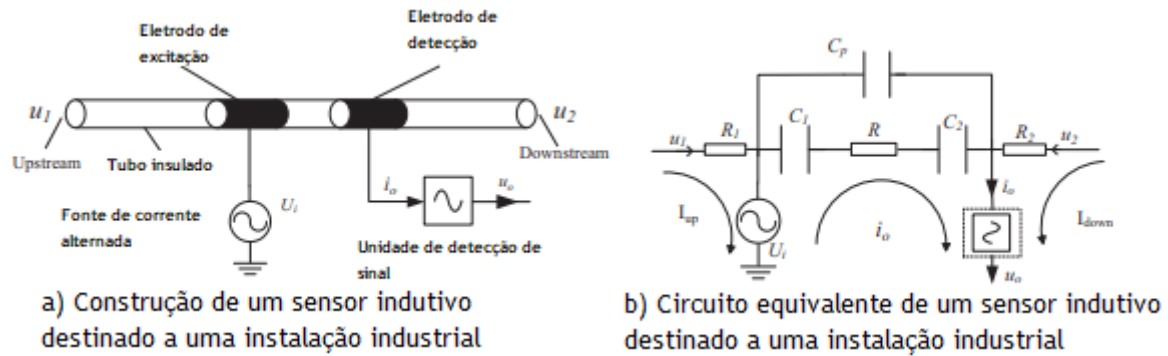 Eletrodo de
excitação
Eletrodo de
detecção
u1
u2
Upstream
Tubo insulado
Downstream
Fonte de corrente
alternada
Ui
io
uo
Unidade de detecção de
sinal
a) Construção de um sensor indutivo
destinado a uma instalação industrial
Cp
u1
R1
C1
R
C2
R2
u2
Iup
Ui
io
io
Idown
uo
b) Circuito equivalente de um sensor indutivo
destinado a uma instalação industrial